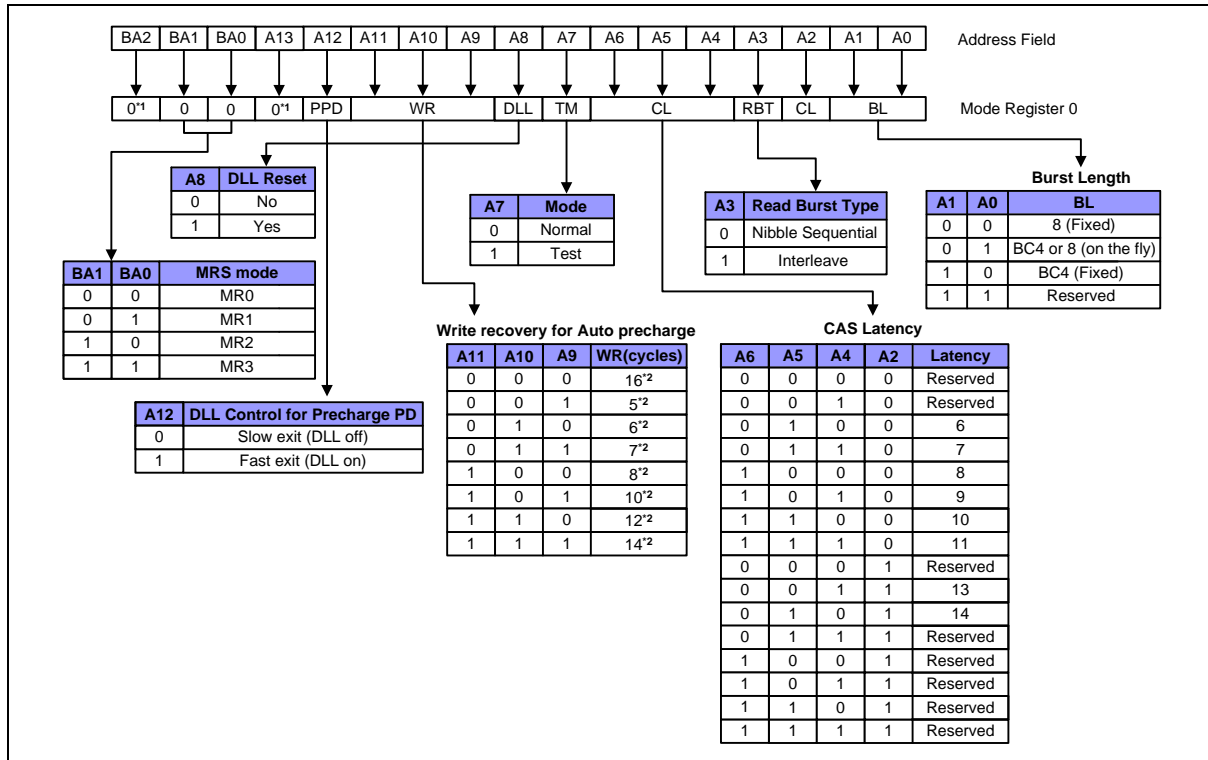 BA2 BA1 BA0 A13 A12 A11 A10 A9 A8 A7 A6 A5 A4 A3 A2 A1 A0 Address Field
0*1 0 0 0*1 PPD WR DLL TM CL RBT CL BL Mode Register 0
A8 DLL Reset
0 No
1 Yes
A7 Mode
0 Normal
1 Test
A3 Read Burst Type
0 Nibble Sequential
1 Interleave
Burst Length
A1 A0 BL
0 0 8 (Fixed)
0 1 BC4 or 8 (on the fly)
1 0 BC4 (Fixed)
1 1 Reserved
BA1 BA0 MRS mode
0 0 MR0
0 1 MR1
1 0 MR2
1 1 MR3
A12 DLL Control for Precharge PD
0 Slow exit (DLL off)
1 Fast exit (DLL on)
Write recovery for Auto precharge
A11 A10 A9 WR(cycles)
0 0 0 16*2
0 0 1 5*2
0 1 0 6*2
0 1 1 7*2
1 0 0 8*2
1 0 1 10*2
1 1 0 12*2
1 1 1 14*2
CAS Latency
A6 A5 A4 A2 Latency
0 0 0 0 Reserved
0 0 1 0 Reserved
0 1 0 0 6
0 1 1 0 7
1 0 0 0 8
1 0 1 0 9
1 1 0 0 10
1 1 1 0 11
0 0 0 1 Reserved
0 0 1 1 13
0 1 0 1 14
0 1 1 1 Reserved
1 0 0 1 Reserved
1 0 1 1 Reserved
1 1 0 1 Reserved
1 1 1 1 Reserved